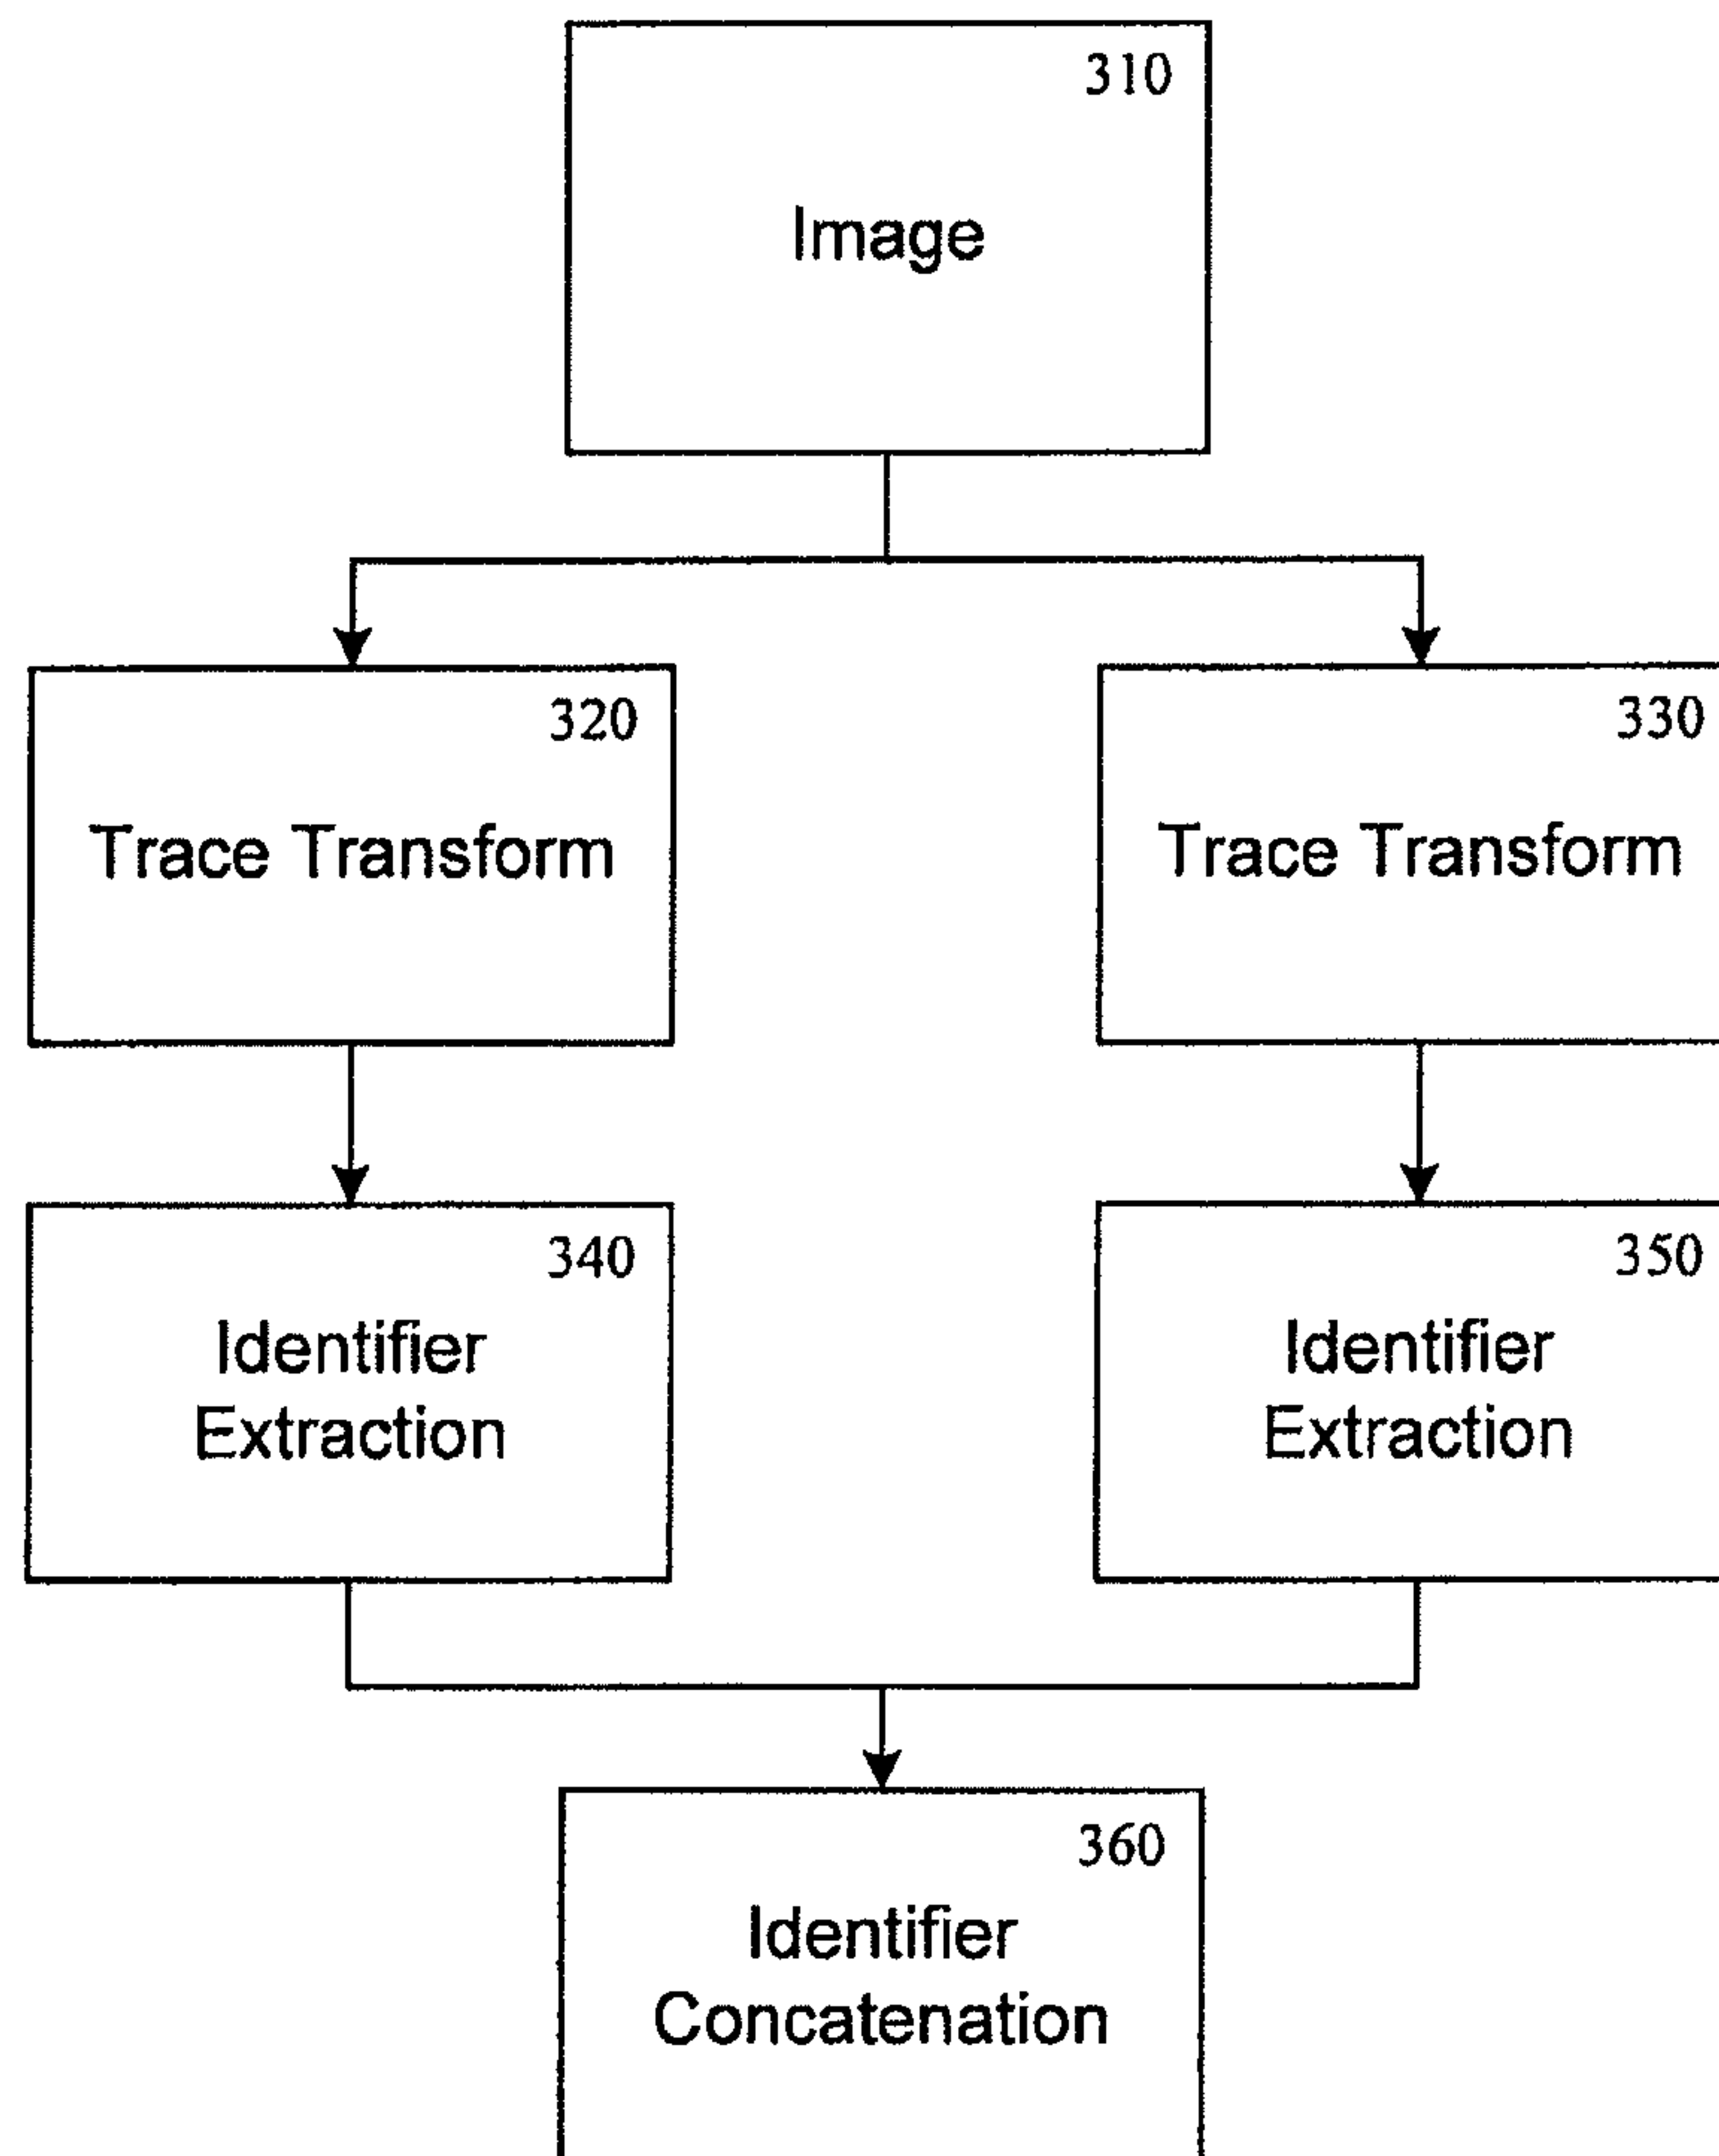 310
Image
320
Trace Transform
330
Trace Transform
340
Identifier
Extraction
350
Identifier
Extraction
360
Identifier
Concatenation